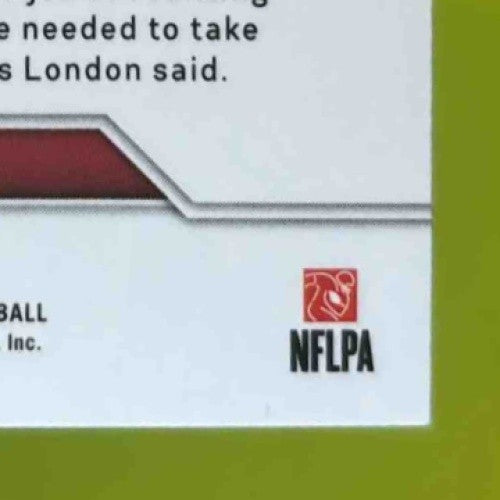 e needed to take
s London said.
BALL
Inc.
NFLPA